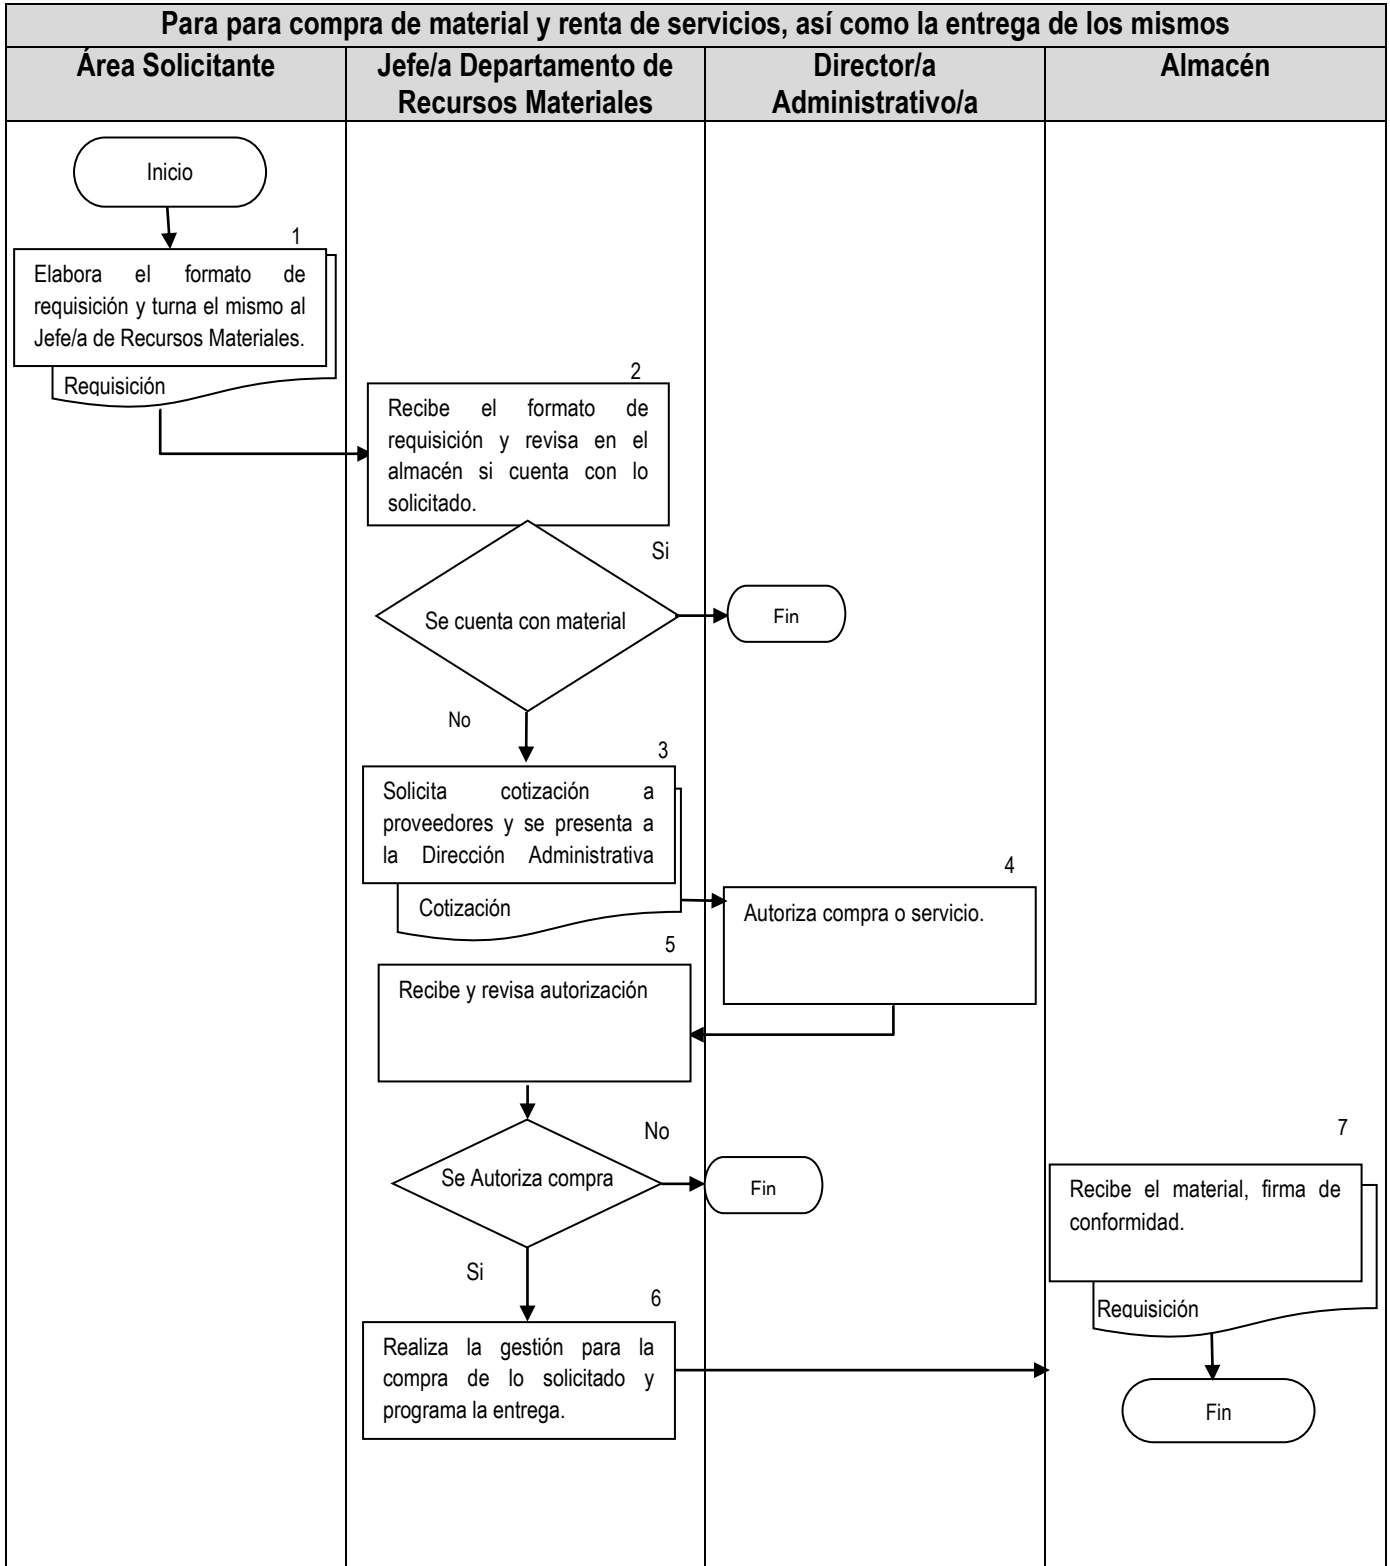 Para para compra de material y renta de servicios, así como la entrega de los mismos
Área Solicitante
Jefe/a Departamento de
Recursos Materiales
Director/a
Administrativo/a
Almacén
Inicio
1
Elabora el formato de
requisición y turna el mismo al
Jefe/a de Recursos Materiales.
Requisición
2
Recibe el formato de
requisición y revisa en el
almacén si cuenta con lo
solicitado.
Si
Se cuenta con material
Fin
No
3
Solicita cotización a
proveedores y se presenta a
la Dirección Administrativa
Cotización
4
Autoriza compra o servicio.
5
Recibe y revisa autorización
No
Se Autoriza compra
Fin
Si
6
Realiza la gestión para la
compra de lo solicitado y
programa la entrega.
7
Recibe el material, firma de
conformidad.
Requisición
Fin